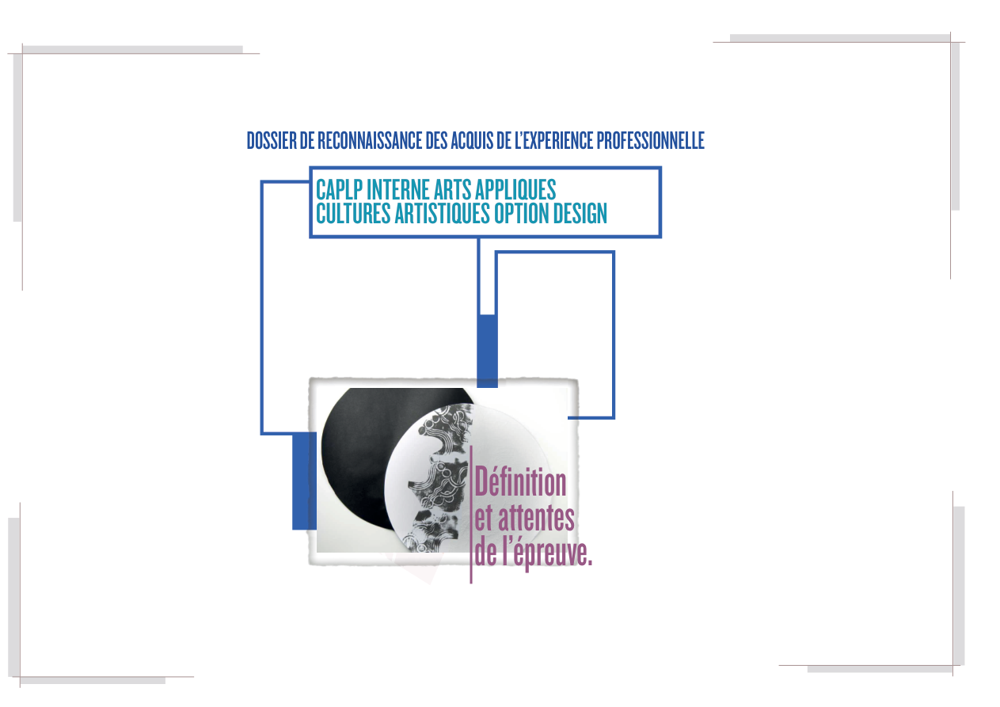 DOSSIER DE RECONNAISSANCE DES ACQUIS DE L'EXPERIENCE PROFESSIONNELLE
CAPLP INTERNE ARTS APPLIQUES
CULTURES ARTISTIQUES OPTION DESIGN
Définition
et attentes
de l'épreuve.